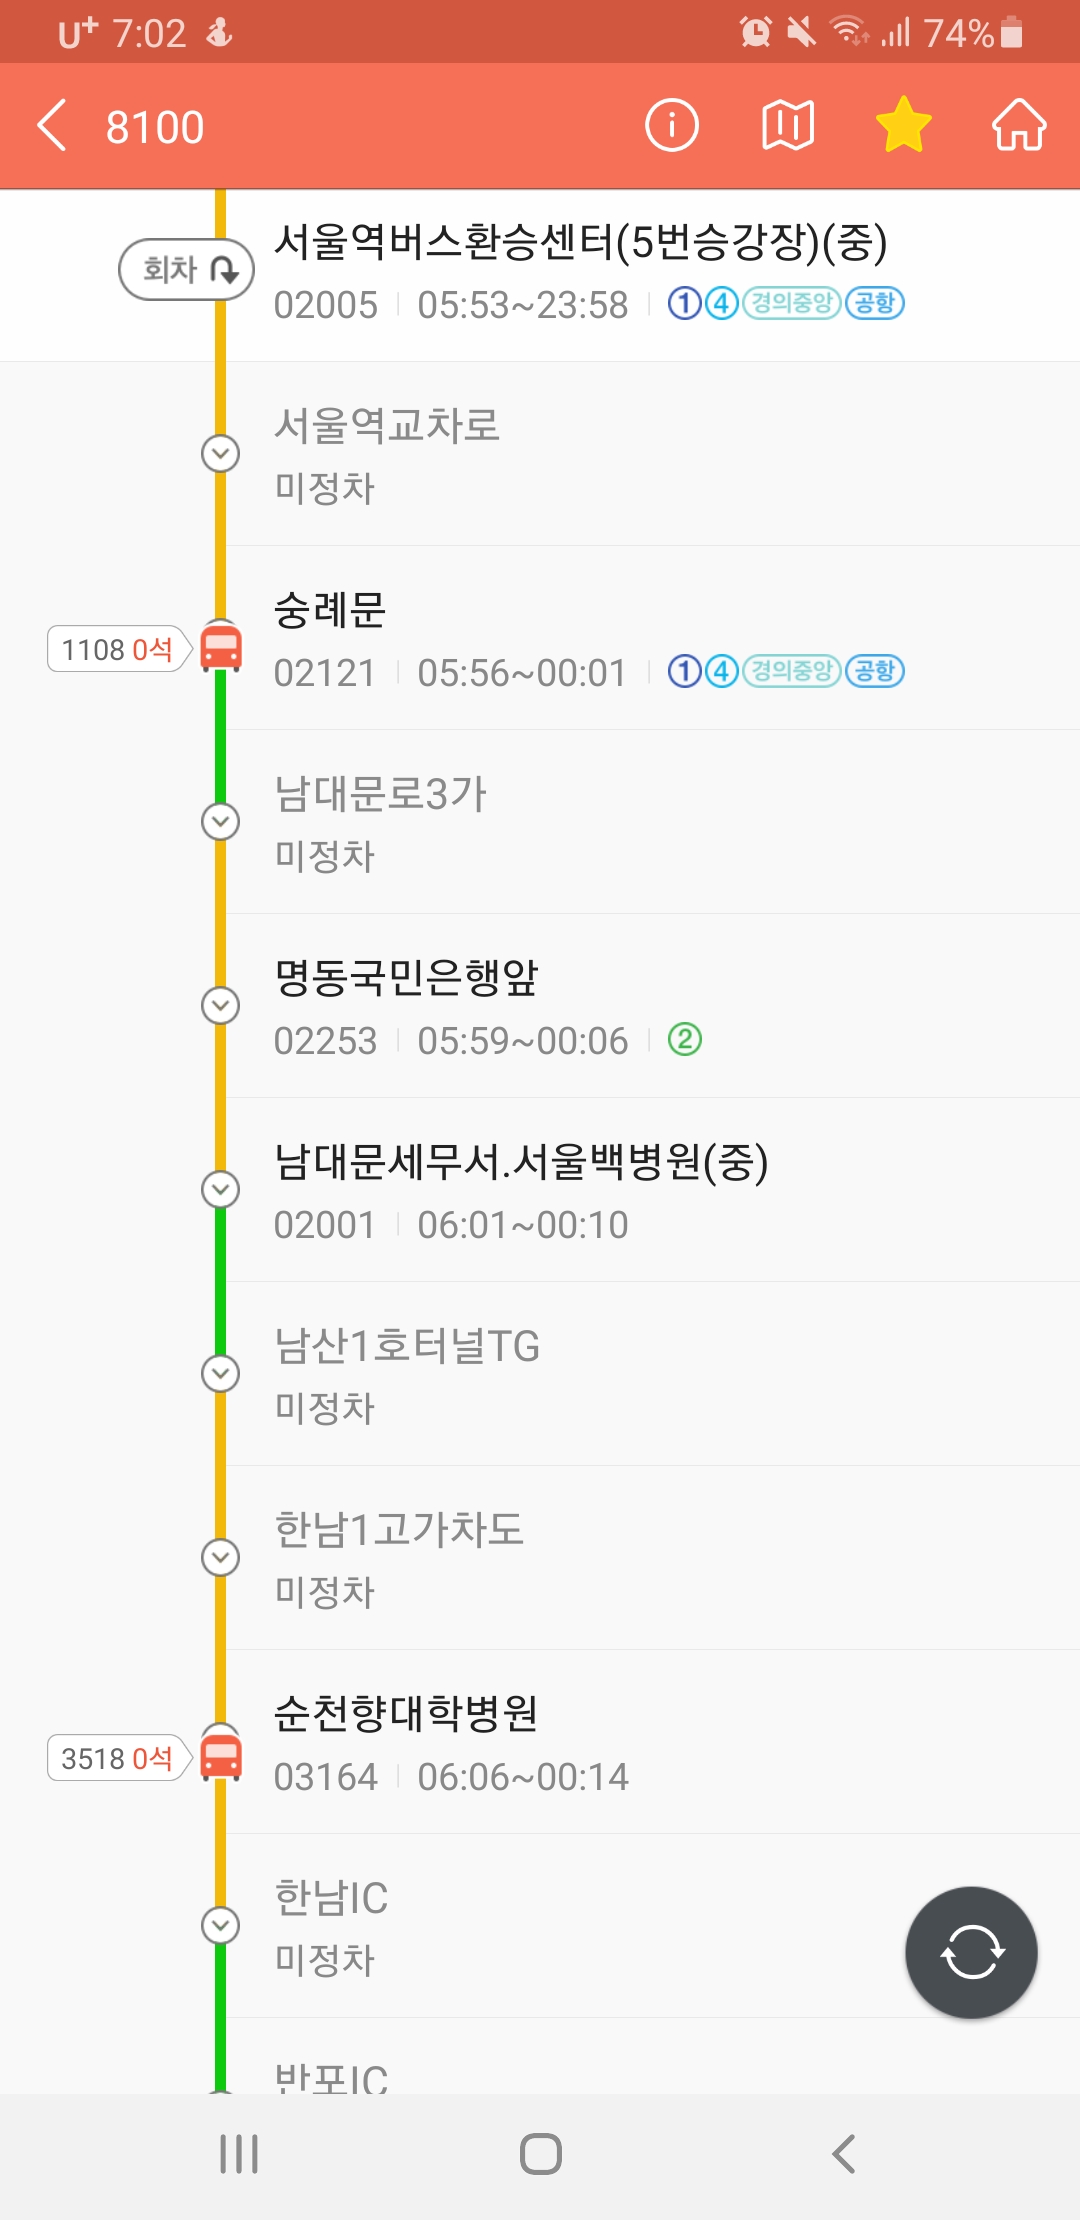 U+ 7:02 74%
8100
회차
서울역버스환승센터(5번승강장)(중)
02005 05:53~23:58 1 4 경의중앙 공항
서울역교차로
미정차
숭례문
1108 0석
02121 05:56~00:01 1 4 경의중앙 공항
남대문로3가
미정차
명동국민은행앞
02253 05:59~00:06 2
남대문세무서.서울백병원(중)
02001 06:01~00:10
남산1호터널TG
미정차
한남1고가차도
미정차
순천향대학병원
3518 0석
03164 06:06~00:14
한남IC
미정차
반포IC